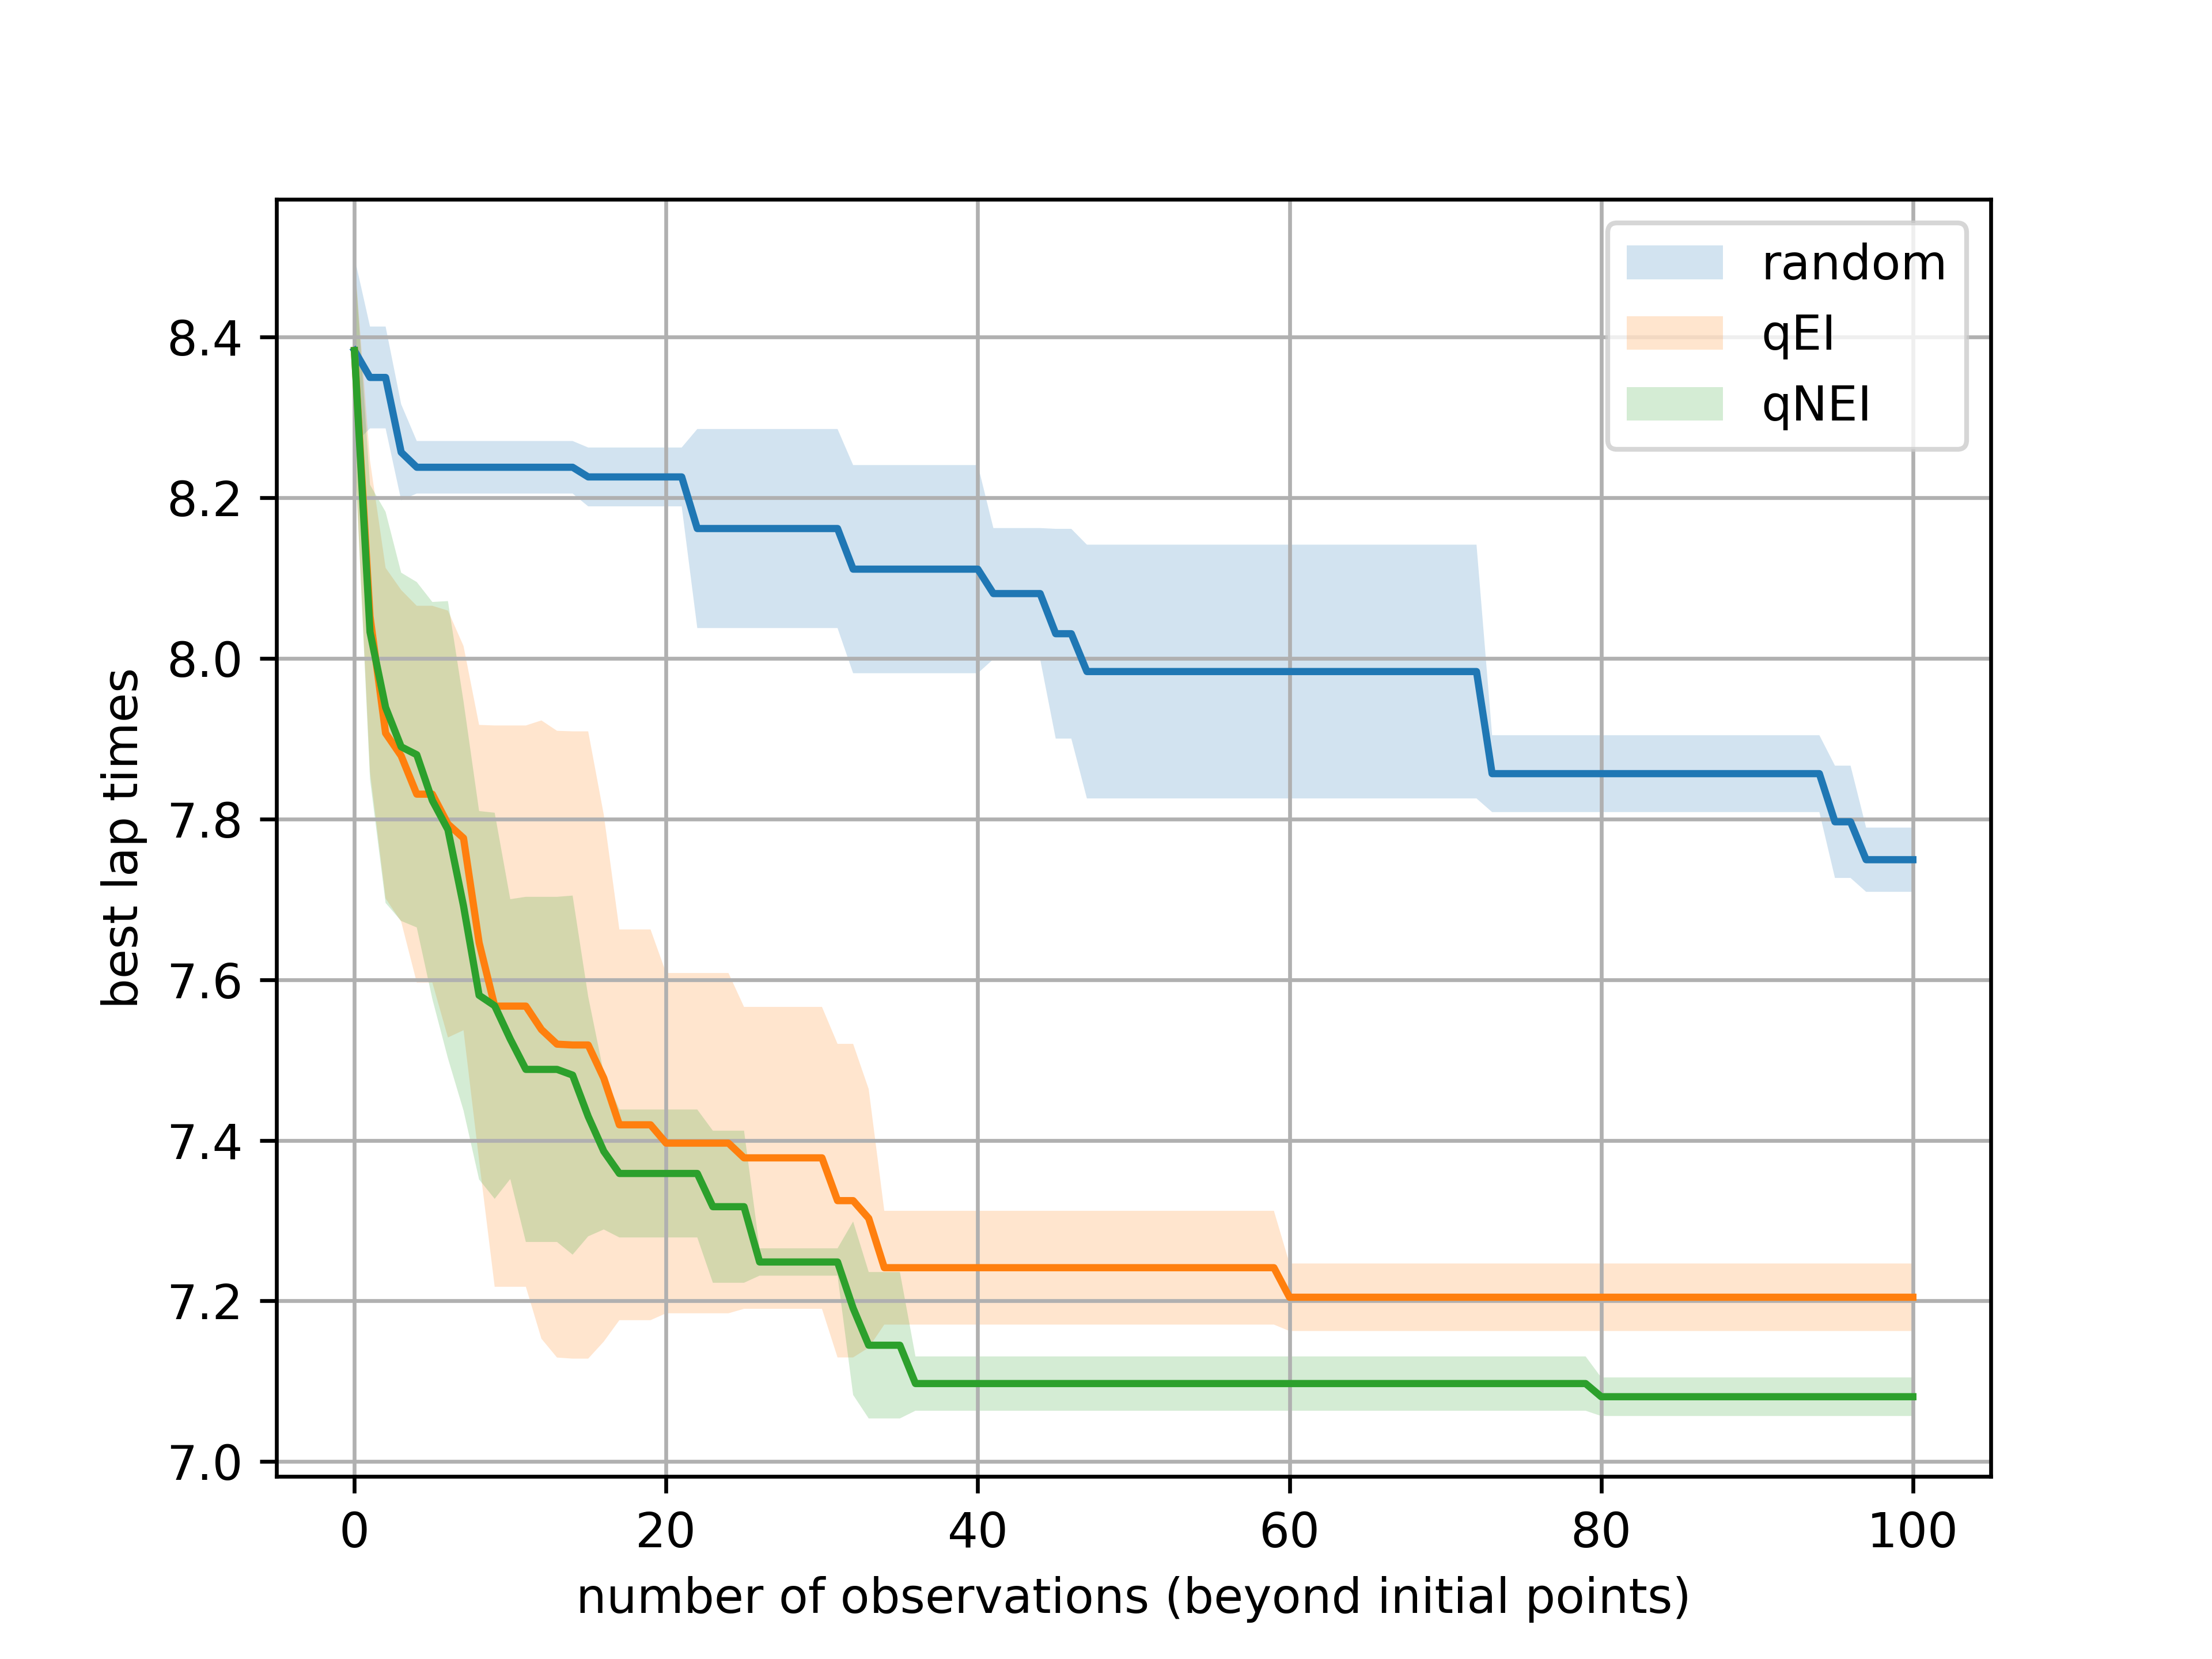 random
qEI
qNEI
8.4
8.2
8.0
7.8
7.6
7.4
7.2
7.0
best lap times
0 20 40 60 80 100
number of observations (beyond initial points)